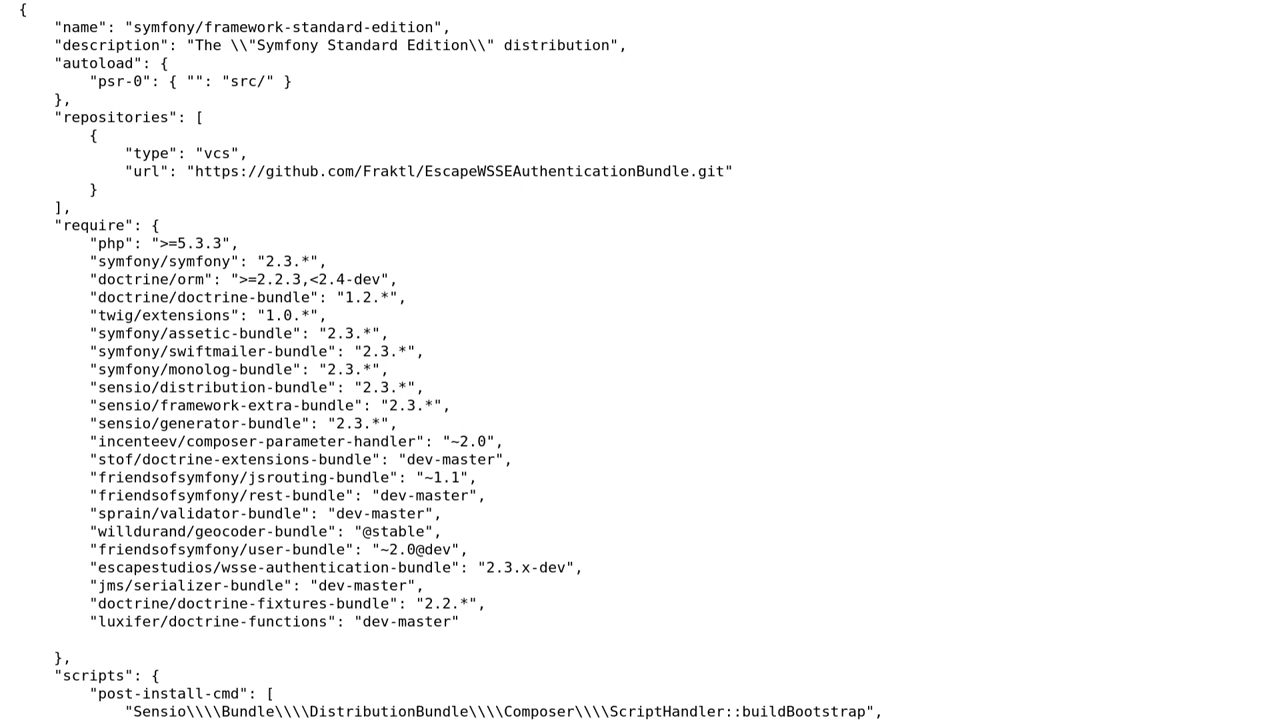 {
    "name": "symfony/framework-standard-edition",
    "description": "The \\"Symfony Standard Edition\\" distribution",
    "autoload": {
        "psr-0": { "": "src/" }
    },
    "repositories": [
        {
            "type": "vcs",
            "url": "https://github.com/Fraktl/EscapeWSSEAuthenticationBundle.git"
        }
    ],
    "require": {
        "php": ">=5.3.3",
        "symfony/symfony": "2.3.*",
        "doctrine/orm": ">=2.2.3,<2.4-dev",
        "doctrine/doctrine-bundle": "1.2.*",
        "twig/extensions": "1.0.*",
        "symfony/assetic-bundle": "2.3.*",
        "symfony/swiftmailer-bundle": "2.3.*",
        "symfony/monolog-bundle": "2.3.*",
        "sensio/distribution-bundle": "2.3.*",
        "sensio/framework-extra-bundle": "2.3.*",
        "sensio/generator-bundle": "2.3.*",
        "incenteev/composer-parameter-handler": "~2.0",
        "stof/doctrine-extensions-bundle": "dev-master",
        "friendsofsymfony/jsrouting-bundle": "~1.1",
        "friendsofsymfony/rest-bundle": "dev-master",
        "sprain/validator-bundle": "dev-master",
        "willdurand/geocoder-bundle": "@stable",
        "friendsofsymfony/user-bundle": "~2.0@dev",
        "escapestudios/wsse-authentication-bundle": "2.3.x-dev",
        "jms/serializer-bundle": "dev-master",
        "doctrine/doctrine-fixtures-bundle": "2.2.*",
        "luxifer/doctrine-functions": "dev-master"

    },
    "scripts": {
        "post-install-cmd": [
            "Sensio\\\\Bundle\\\\DistributionBundle\\\\Composer\\\\ScriptHandler::buildBootstrap",